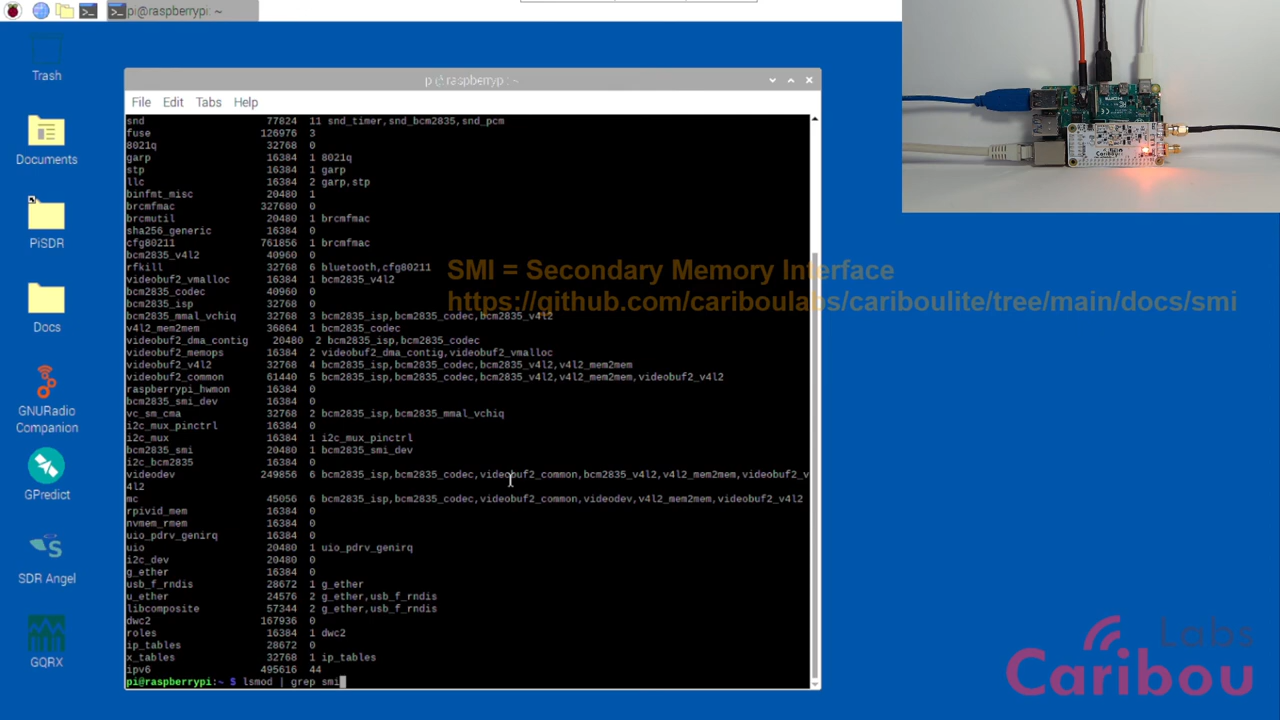 pi@raspberrypi: ~
Trash
Documents
PiSDR
Docs
GNURadio
Companion
GPredict
SDR Angel
GQRX
pi@raspberrypi: ~
File Edit Tabs Help
snd 77824 11 snd_timer,snd_bcm2835,snd_pcm
fuse 126976 3
8021q 32768 0
garp 16384 1 8021q
stp 16384 1 garp
llc 16384 2 garp,stp
binfmt_misc 20480 1
brcmfmac 327680 0
brcmutil 20480 1 brcmfmac
sha256_generic 16384 0
cfg80211 761856 1 brcmfmac
bcm2835_v4l2 40960 0
rfkill 32768 6 bluetooth,cfg80211
videobuf2_vmalloc 16384 1 bcm2835_v4l2
bcm2835_codec 40960 0
bcm2835_isp 32768 0
bcm2835_mmal_vchiq 32768 3 bcm2835_isp,bcm2835_codec,bcm2835_v4l2
v4l2_mem2mem 36864 1 bcm2835_codec
videobuf2_dma_contig 20480 2 bcm2835_isp,bcm2835_codec
videobuf2_memops 16384 2 videobuf2_dma_contig,videobuf2_vmalloc
videobuf2_v4l2 32768 4 bcm2835_isp,bcm2835_codec,bcm2835_v4l2,v4l2_mem2mem
videobuf2_common 61440 5 bcm2835_isp,bcm2835_codec,bcm2835_v4l2,v4l2_mem2mem,videobuf2_v4l2
raspberrypi_hwmon 16384 0
bcm2835_smi_dev 16384 0
vc_sm_cma 32768 2 bcm2835_isp,bcm2835_mmal_vchiq
i2c_mux_pinctrl 16384 0
i2c_mux 16384 1 i2c_mux_pinctrl
bcm2835_smi 20480 1 bcm2835_smi_dev
i2c_bcm2835 16384 0
videodev 249856 6 bcm2835_isp,bcm2835_codec,videobuf2_common,bcm2835_v4l2,v4l2_mem2mem,videobuf2_v
4l2
mc 45056 6 bcm2835_isp,bcm2835_codec,videobuf2_common,videodev,v4l2_mem2mem,videobuf2_v4l2
rpivid_mem 16384 0
nvmem_rmem 16384 0
uio_pdrv_genirq 16384 0
uio 20480 1 uio_pdrv_genirq
i2c_dev 20480 0
g_ether 16384 0
usb_f_rndis 28672 1 g_ether
u_ether 24576 2 g_ether,usb_f_rndis
libcomposite 57344 2 g_ether,usb_f_rndis
dwc2 167936 0
roles 16384 1 dwc2
ip_tables 28672 0
x_tables 32768 1 ip_tables
ipv6 495616 44
pi@raspberrypi:~ $ lsmod | grep smi
SMI = Secondary Memory Interface
https://github.com/cariboulabs/cariboulite/tree/main/docs/smi
Caribou
HDMI
Labs
Caribou